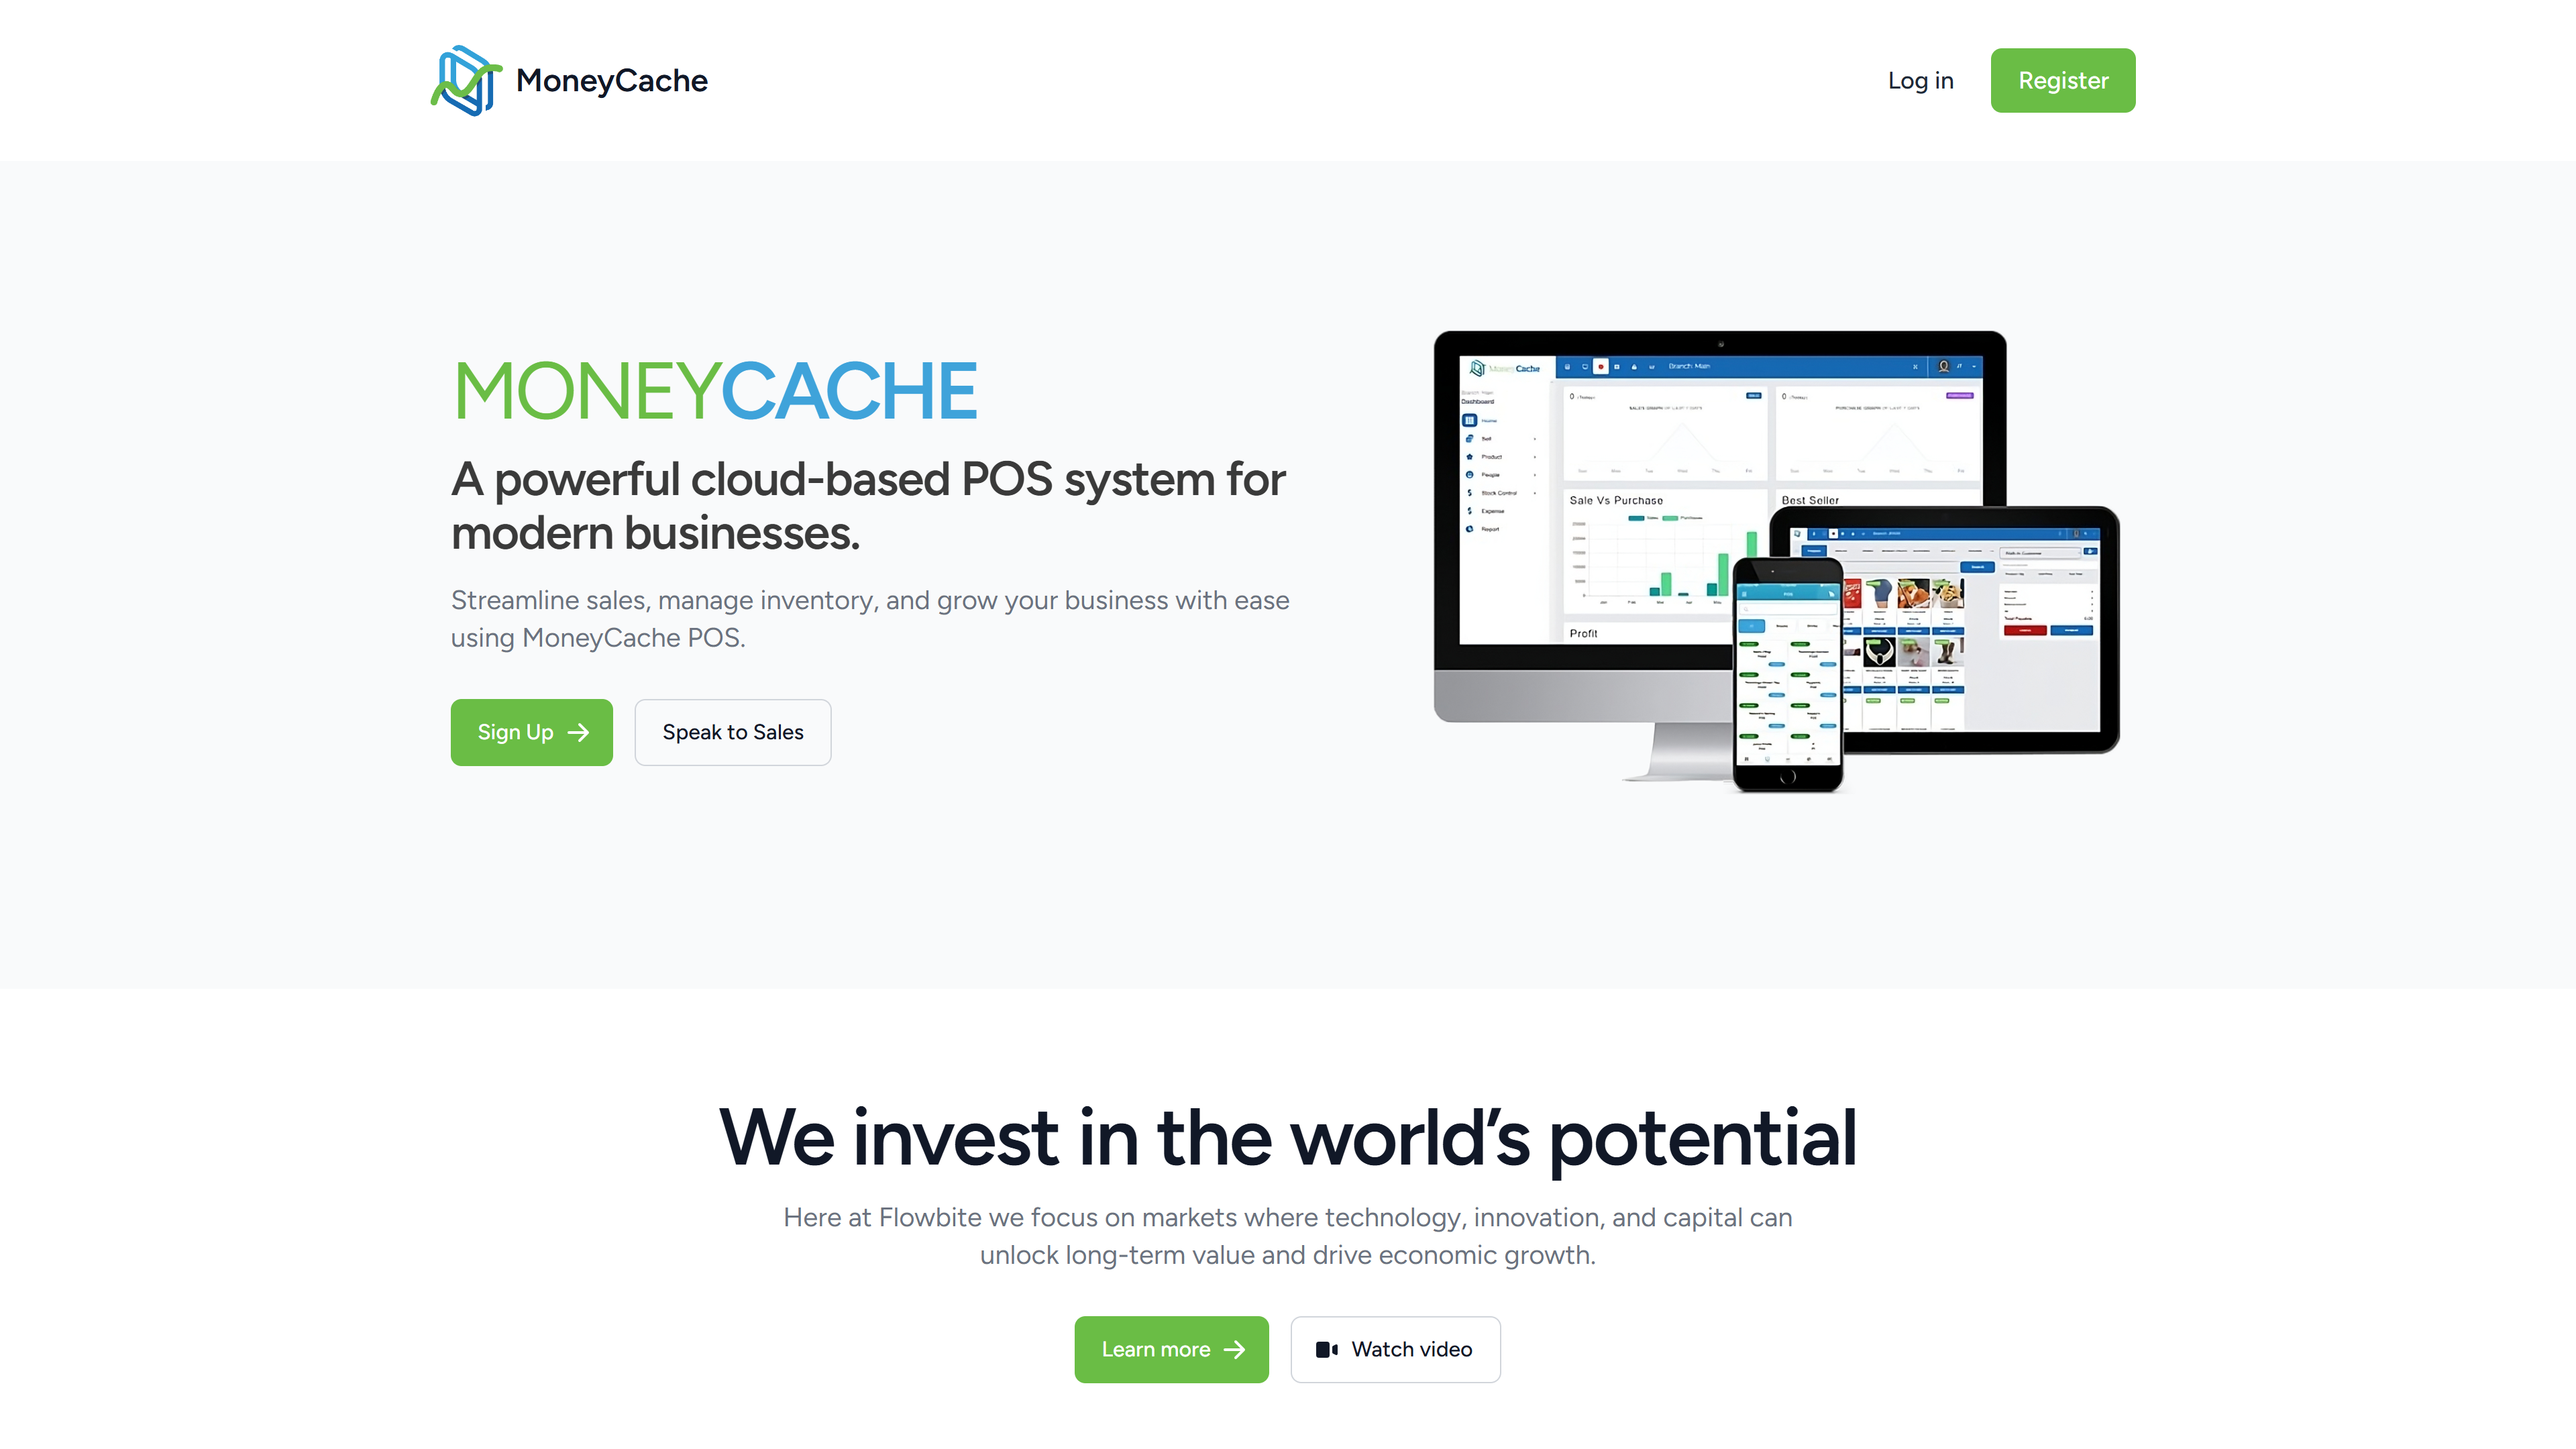 MoneyCache
Log in
Register
MONEYCACHE
A powerful cloud-based POS system for
modern businesses.
Streamline sales, manage inventory, and grow your business with ease
using MoneyCache POS.
Sign Up
Speak to Sales
Money Cache
Branch: Main
Dashboard
Home
Sell
Product
People
Stock Control
Expense
Report
Sale Vs Purchase
Best Seller
Profit
We invest in the world’s potential
Here at Flowbite we focus on markets where technology, innovation, and capital can
unlock long-term value and drive economic growth.
Learn more
Watch video